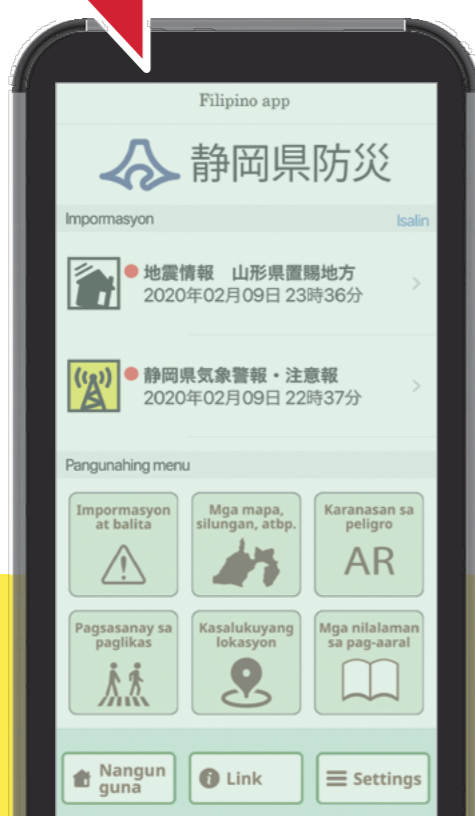 Filipino app
静岡県防災
Impormasyon
Isalin
地震情報　山形県置賜地方
2020年02月09日 23時36分
静岡県気象警報・注意報
2020年02月09日 22時37分
Pangunahing menu
Impormasyon
at balita
Mga mapa,
silungan, atbp.
Karanasan sa
peligro
AR
Pagsasanay sa
paglikas
Kasalukuyang
lokasyon
Mga nilalaman
sa pag-aaral
Nangun
guna
Link
Settings